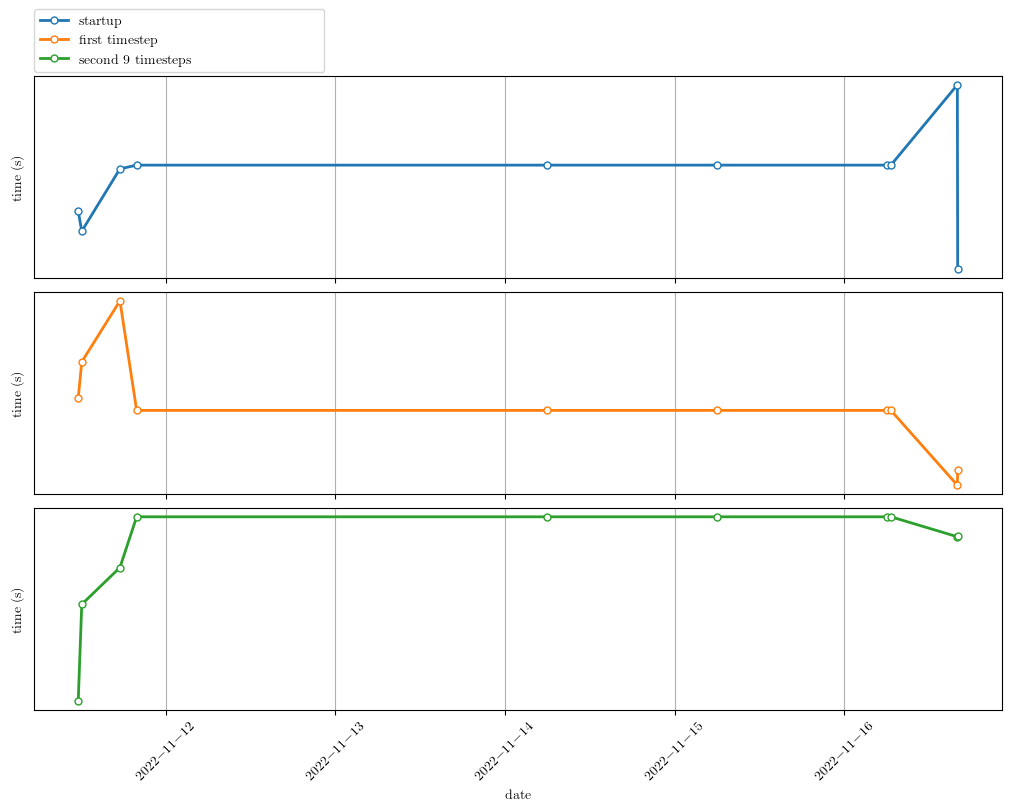 startup
first timestep
second 9 timesteps
time (s)
time (s)
time (s)
2022−11−12
2022−11−13
2022−11−14
2022−11−15
2022−11−16
date